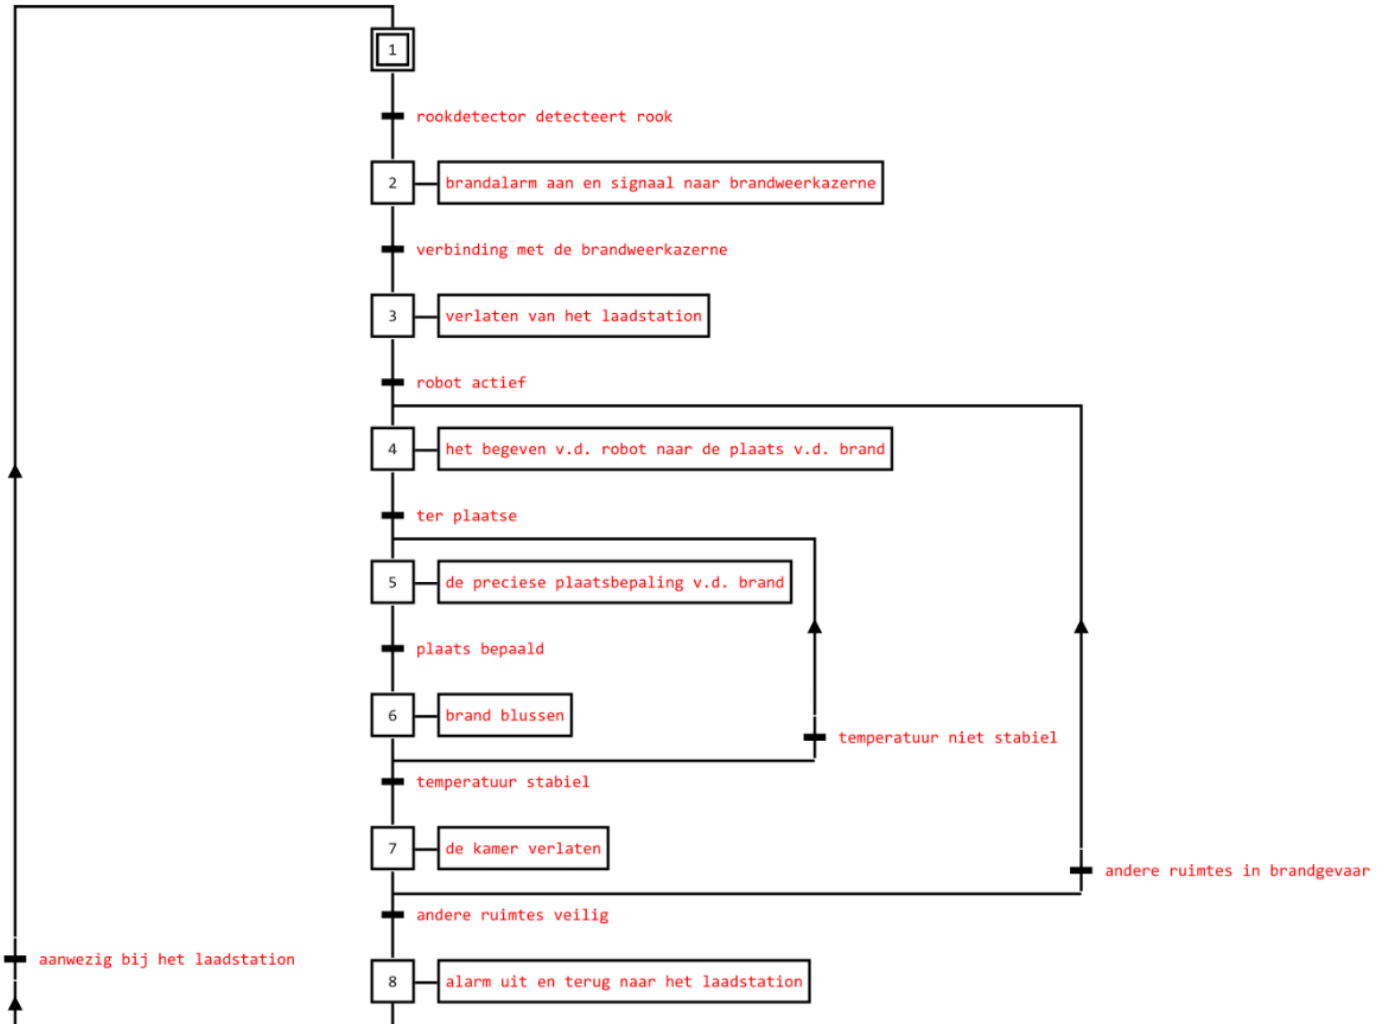 1
rookdetector detecteert rook
2
brandalarm aan en signaal naar brandweerkazerne
verbinding met de brandweerkazerne
3
verlaten van het laadstation
robot actief
4
het begeven v.d. robot naar de plaats v.d. brand
ter plaatse
5
de preciese plaatsbepaling v.d. brand
plaats bepaald
6
brand blussen
temperatuur niet stabiel
temperatuur stabiel
7
de kamer verlaten
andere ruimtes in brandgevaar
andere ruimtes veilig
aanwezig bij het laadstation
8
alarm uit en terug naar het laadstation